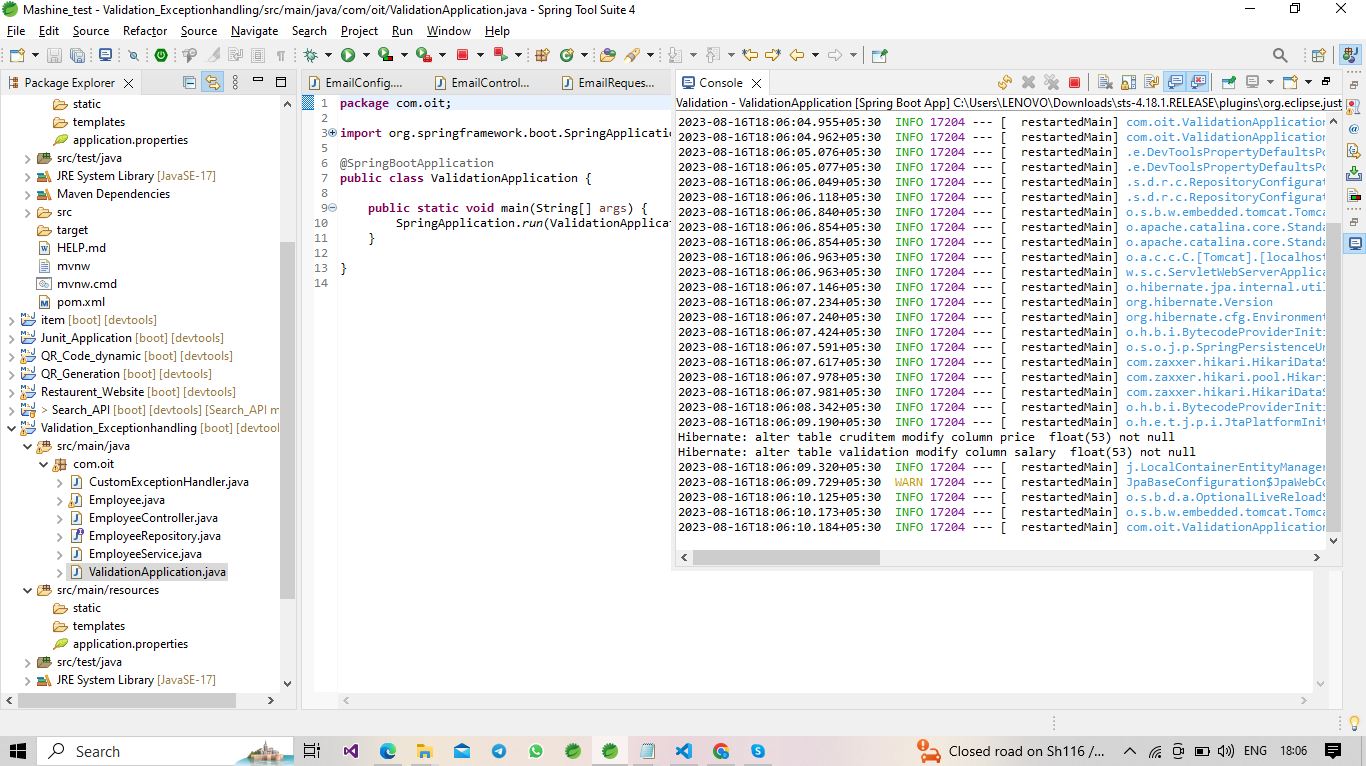 Mashine_test - Validation_Exceptionhandling/src/main/java/com/oit/ValidationApplication.java - Spring Tool Suite 4
File Edit Source Refactor Source Navigate Search Project Run Window Help
Package Explorer
static
templates
application.properties
src/test/java
JRE System Library [JavaSE-17]
Maven Dependencies
src
target
HELP.md
mvnw
mvnw.cmd
pom.xml
item [boot] [devtools]
Junit_Application [boot] [devtools]
QR_Code_dynamic [boot] [devtools]
QR_Generation [boot] [devtools]
Restaurent_Website [boot] [devtools]
> Search_API [boot] [devtools] [Search_API m
Validation_Exceptionhandling [boot] [devtool
src/main/java
com.oit
CustomExceptionHandler.java
Employee.java
EmployeeController.java
EmployeeRepository.java
EmployeeService.java
ValidationApplication.java
src/main/resources
static
templates
application.properties
src/test/java
JRE System Library [JavaSE-17]
EmailConfig.... EmailControl... EmailReques...
1 package com.oit;
2
3 import org.springframework.boot.SpringApplicatio
5
6 @SpringBootApplication
7 public class ValidationApplication {
8
9 public static void main(String[] args) {
10 SpringApplication.run(ValidationApplica
11 }
12
13 }
14
Console
Validation - ValidationApplication [Spring Boot App] C:\Users\LENOVO\Downloads\sts-4.18.1.RELEASE\plugins\org.eclipse.just
2023-08-16T18:06:04.955+05:30 INFO 17204 --- [ restartedMain] com.oit.ValidationApplication
2023-08-16T18:06:04.962+05:30 INFO 17204 --- [ restartedMain] com.oit.ValidationApplication
2023-08-16T18:06:05.076+05:30 INFO 17204 --- [ restartedMain] .e.DevToolsPropertyDefaultsPo
2023-08-16T18:06:05.077+05:30 INFO 17204 --- [ restartedMain] .e.DevToolsPropertyDefaultsPo
2023-08-16T18:06:06.049+05:30 INFO 17204 --- [ restartedMain] .s.d.r.c.RepositoryConfigurat
2023-08-16T18:06:06.118+05:30 INFO 17204 --- [ restartedMain] .s.d.r.c.RepositoryConfigurat
2023-08-16T18:06:06.840+05:30 INFO 17204 --- [ restartedMain] o.s.b.w.embedded.tomcat.Tomca
2023-08-16T18:06:06.854+05:30 INFO 17204 --- [ restartedMain] o.apache.catalina.core.Standa
2023-08-16T18:06:06.854+05:30 INFO 17204 --- [ restartedMain] o.apache.catalina.core.Standa
2023-08-16T18:06:06.963+05:30 INFO 17204 --- [ restartedMain] o.a.c.c.C.[Tomcat].[localhost
2023-08-16T18:06:06.963+05:30 INFO 17204 --- [ restartedMain] w.s.c.ServletWebServerApplica
2023-08-16T18:06:07.146+05:30 INFO 17204 --- [ restartedMain] o.hibernate.jpa.internal.util
2023-08-16T18:06:07.234+05:30 INFO 17204 --- [ restartedMain] org.hibernate.Version
2023-08-16T18:06:07.240+05:30 INFO 17204 --- [ restartedMain] org.hibernate.cfg.Environment
2023-08-16T18:06:07.424+05:30 INFO 17204 --- [ restartedMain] o.h.b.i.BytecodeProviderIniti
2023-08-16T18:06:07.591+05:30 INFO 17204 --- [ restartedMain] o.s.o.j.p.SpringPersistenceUn
2023-08-16T18:06:07.617+05:30 INFO 17204 --- [ restartedMain] com.zaxxer.hikari.HikariDataS
2023-08-16T18:06:07.978+05:30 INFO 17204 --- [ restartedMain] com.zaxxer.hikari.pool.Hikari
2023-08-16T18:06:07.981+05:30 INFO 17204 --- [ restartedMain] com.zaxxer.hikari.HikariDataS
2023-08-16T18:06:08.342+05:30 INFO 17204 --- [ restartedMain] o.h.b.i.BytecodeProviderIniti
2023-08-16T18:06:09.190+05:30 INFO 17204 --- [ restartedMain] o.h.e.t.j.p.i.JtaPlatformInit
Hibernate: alter table cruditem modify column price float(53) not null
Hibernate: alter table validation modify column salary float(53) not null
2023-08-16T18:06:09.320+05:30 INFO 17204 --- [ restartedMain] j.LocalContainerEntityManager
2023-08-16T18:06:09.729+05:30 WARN 17204 --- [ restartedMain] JpaBaseConfiguration$JpaWebCo
2023-08-16T18:06:10.125+05:30 INFO 17204 --- [ restartedMain] o.s.b.d.a.OptionalLiveReloadS
2023-08-16T18:06:10.173+05:30 INFO 17204 --- [ restartedMain] o.s.b.w.embedded.tomcat.Tomca
2023-08-16T18:06:10.184+05:30 INFO 17204 --- [ restartedMain] com.oit.ValidationApplication
Search
Closed road on Sh116 /... ENG 18:06